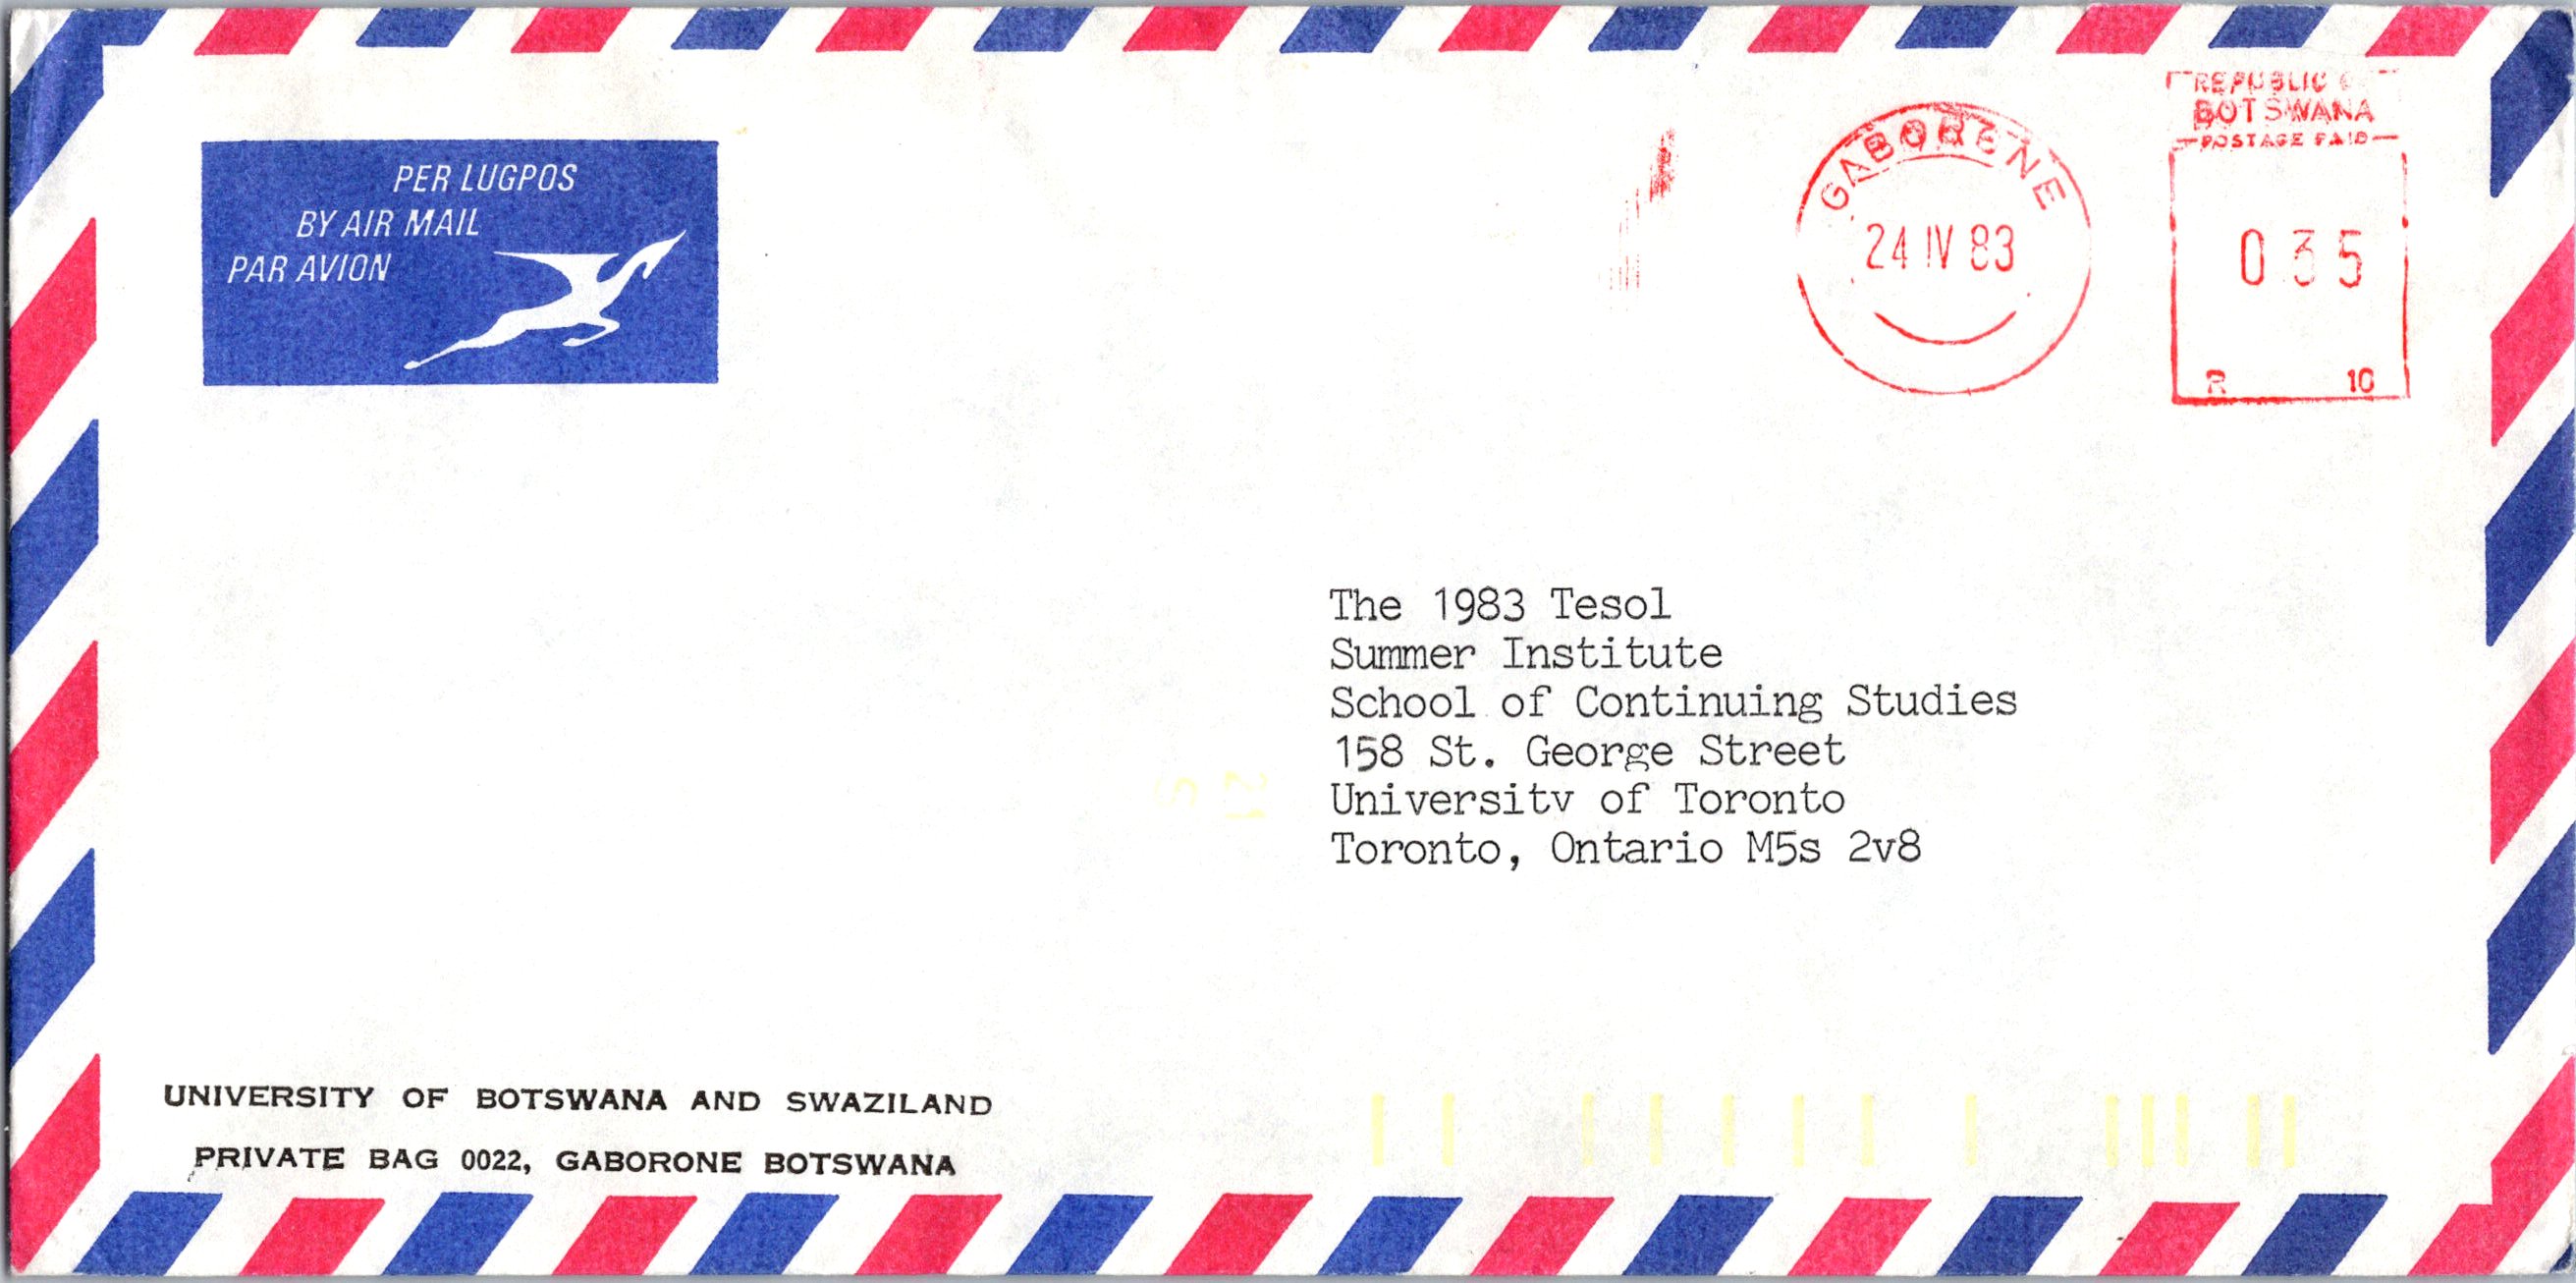 PER LUGPOS
BY AIR MAIL
PAR AVION
GABORENE
24 IV 83
REPUBLIC
BOTSWANA
POSTAGE PAID
035
R 10
The 1983 Tesol
Summer Institute
School of Continuing Studies
158 St. George Street
Universitv of Toronto
Toronto, Ontario M5s 2v8
UNIVERSITY OF BOTSWANA AND SWAZILAND
PRIVATE BAG 0022, GABORONE BOTSWANA